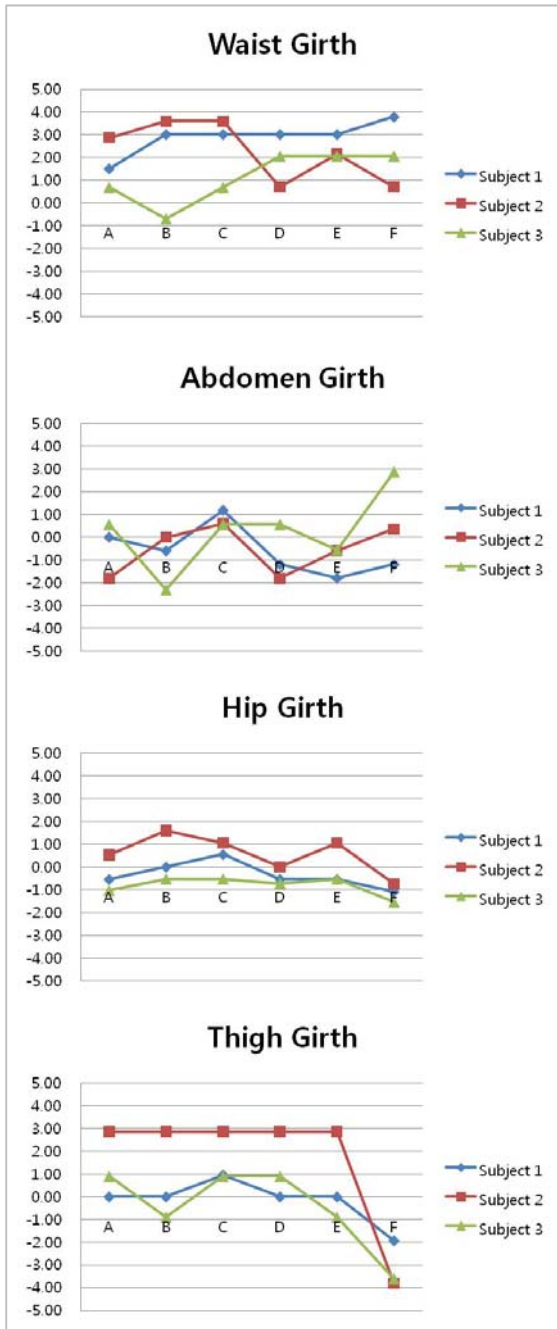 Waist Girth
5.00
4.00
3.00
2.00
1.00
0.00
-1.00
-2.00
-3.00
-4.00
-5.00
A B C D E F
Subject 1
Subject 2
Subject 3
Abdomen Girth
5.00
4.00
3.00
2.00
1.00
0.00
-1.00
-2.00
-3.00
-4.00
-5.00
A B C D E F
Subject 1
Subject 2
Subject 3
Hip Girth
5.00
4.00
3.00
2.00
1.00
0.00
-1.00
-2.00
-3.00
-4.00
-5.00
A B C D E F
Subject 1
Subject 2
Subject 3
Thigh Girth
5.00
4.00
3.00
2.00
1.00
0.00
-1.00
-2.00
-3.00
-4.00
-5.00
A B C D E F
Subject 1
Subject 2
Subject 3